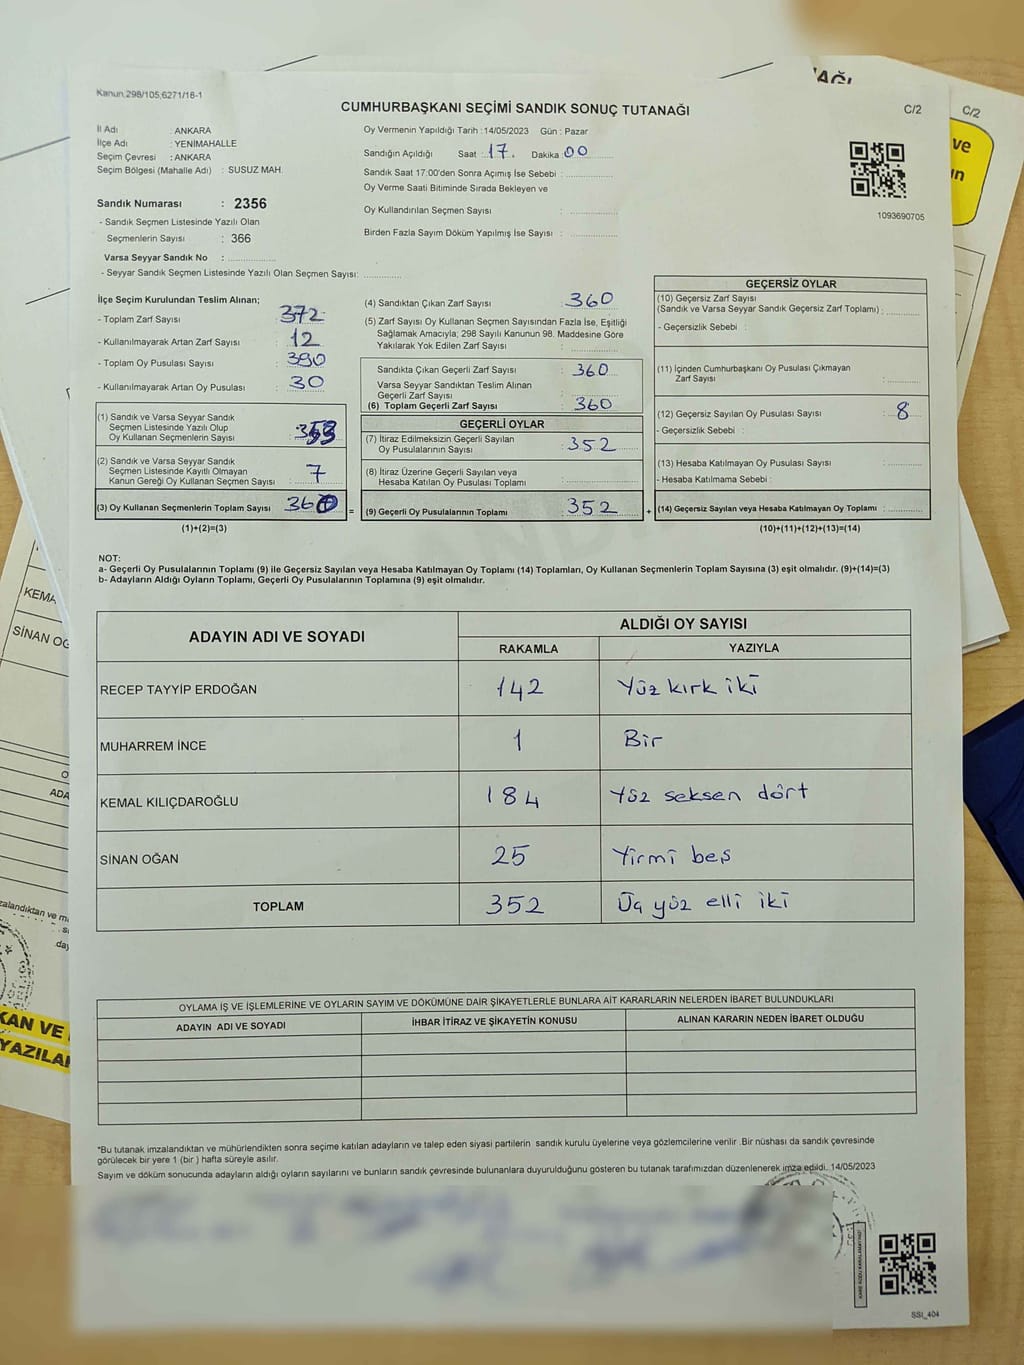 Kanun,298/105,6271/18-1
CUMHURBAŞKANI SEÇİMİ SANDIK SONUÇ TUTANAĞI
C/2
C/2
ve
İl Adı : ANKARA
İlçe Adı : YENİMAHALLE
Seçim Çevresi : ANKARA
Seçim Bölgesi (Mahalle Adı) : SUSUZ MAH.
Oy Vermenin Yapıldığı Tarih : 14/05/2023 Gün : Pazar
Sandığın Açıldığı Saat : 17. Dakika : 00
Sandık Saat 17:00'den Sonra Açımış İse Sebebi :
Oy Verme Saati Bitiminde Sırada Bekleyen ve
Oy Kullandırılan Seçmen Sayısı :
Birden Fazla Sayım Döküm Yapılmış İse Sayısı :
1093690705
Sandık Numarası : 2356
- Sandık Seçmen Listesinde Yazılı Olan
Seçmenlerin Sayısı : 366
Varsa Seyyar Sandık No :
- Seyyar Sandık Seçmen Listesinde Yazılı Olan Seçmen Sayısı:
İlçe Seçim Kurulundan Teslim Alınan;
- Toplam Zarf Sayısı : 372
- Kullanılmayarak Artan Zarf Sayısı : 12
- Toplam Oy Pusulası Sayısı : 390
- Kullanılmayarak Artan Oy Pusulası : 30
(1) Sandık ve Varsa Seyyar Sandık
Seçmen Listesinde Yazılı Olup
Oy Kullanan Seçmenlerin Sayısı :
(2) Sandık ve Varsa Seyyar Sandık
Seçmen Listesinde Kayıtlı Olmayan
Kanun Gereği Oy Kullanan Seçmen Sayısı : 7
(3) Oy Kullanan Seçmenlerin Toplam Sayısı : 360
(1)+(2)=(3)
=
(4) Sandıktan Çıkan Zarf Sayısı : 360
(5) Zarf Sayısı Oy Kullanan Seçmen Sayısından Fazla İse, Eşitliği
Sağlamak Amacıyla; 298 Sayılı Kanunun 98. Maddesine Göre
Yakılarak Yok Edilen Zarf Sayısı :
Sandıkta Çıkan Geçerli Zarf Sayısı : 360
Varsa Seyyar Sandıktan Teslim Alınan
Geçerli Zarf Sayısı :
(6) Toplam Geçerli Zarf Sayısı : 360
GEÇERLİ OYLAR
(7) İtiraz Edilmeksizin Geçerli Sayılan
Oy Pusulalarının Sayısı : 352
(8) İtiraz Üzerine Geçerli Sayılan veya
Hesaba Katılan Oy Pusulası Toplamı :
(9) Geçerli Oy Pusulalarının Toplamı : 352
+
GEÇERSİZ OYLAR
(10) Geçersiz Zarf Sayısı
(Sandık ve Varsa Seyyar Sandık Geçersiz Zarf Toplamı) :
- Geçersizlik Sebebi :
(11) İçinden Cumhurbaşkanı Oy Pusulası Çıkmayan
Zarf Sayısı :
(12) Geçersiz Sayılan Oy Pusulası Sayısı : 8
- Geçersizlik Sebebi :
(13) Hesaba Katılmayan Oy Pusulası Sayısı :
- Hesaba Katılmama Sebebi :
(14) Geçersiz Sayılan veya Hesaba Katılmayan Oy Toplamı :
(10)+(11)+(12)+(13)=(14)
NOT:
a- Geçerli Oy Pusulalarının Toplamı (9) ile Geçersiz Sayılan veya Hesaba Katılmayan Oy Toplamı (14) Toplamları, Oy Kullanan Seçmenlerin Toplam Sayısına (3) eşit olmalıdır. (9)+(14)=(3)
b- Adayların Aldığı Oyların Toplamı, Geçerli Oy Pusulalarının Toplamına (9) eşit olmalıdır.
ADAYIN ADI VE SOYADI
ALDIĞI OY SAYISI
RAKAMLA YAZIYLA
RECEP TAYYİP ERDOĞAN 142 Yüz kırk iki
MUHARREM İNCE 1 Bir
KEMAL KILIÇDAROĞLU 184 Yüz seksen dört
SİNAN OĞAN 25 Yirmi beş
TOPLAM 352 Üç yüz elli iki
OYLAMA İŞ VE İŞLEMLERİNE VE OYLARIN SAYIM VE DÖKÜMÜNE DAİR ŞİKAYETLERLE BUNLARA AİT KARARLARIN NELERDEN İBARET BULUNDUKLARI
ADAYIN ADI VE SOYADI İHBAR İTİRAZ VE ŞİKAYETİN KONUSU ALINAN KARARIN NEDEN İBARET OLDUĞU
*Bu tutanak imzalandıktan ve mühürlendikten sonra seçime katılan adayların ve talep eden siyasi partilerin sandık kurulu üyelerine veya gözlemcilerine verilir .Bir nüshası da sandık çevresinde
görülecek bir yere 1 (bir ) hafta süreyle asılır.
Sayım ve döküm sonucunda adayların aldığı oyların sayılarını ve bunların sandık çevresinde bulunanlara duyurulduğunu gösteren bu tutanak tarafımızdan düzenlenerek imza edildi. 14/05/2023
SSİ_404
KEMA
SİNAN OĞ
ADA
KAN VE
YAZILA